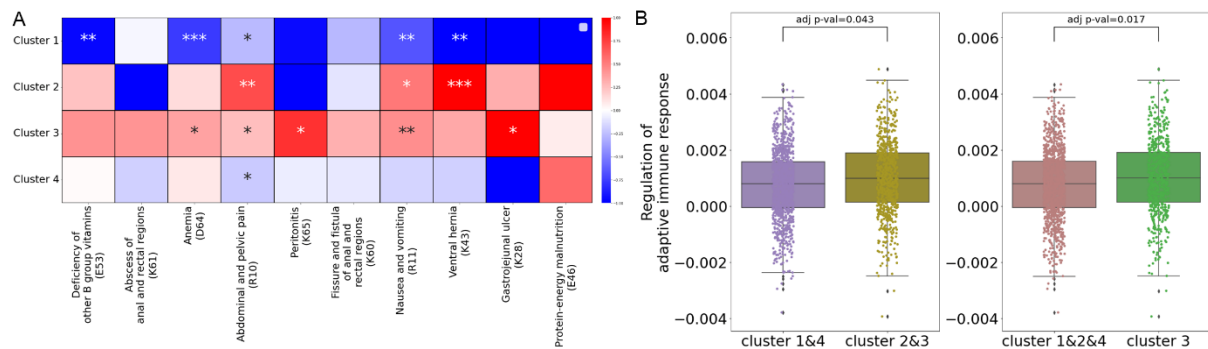 A
Cluster 1
Cluster 2
Cluster 3
Cluster 4
** *** * ** **
** * ***
* * * ** *
*
Deficiency of
other B group vitamins
(E53)
Abscess of
anal and rectal regions
(K61)
Anemia
(D64)
Abdominal and pelvic pain
(R10)
Peritonitis
(K65)
Fissure and fistula
of anal and
rectal regions
(K60)
Nausea and vomiting
(R11)
Ventral hernia
(K43)
Gastrojejunal ulcer
(K28)
Protein-energy malnutrition
(E46)
B
Regulation of
adaptive immune response
adj p-val=0.043
0.006
0.004
0.002
0.000
−0.002
−0.004
cluster 1&4
cluster 2&3
adj p-val=0.017
0.006
0.004
0.002
0.000
−0.002
−0.004
cluster 1&2&4
cluster 3